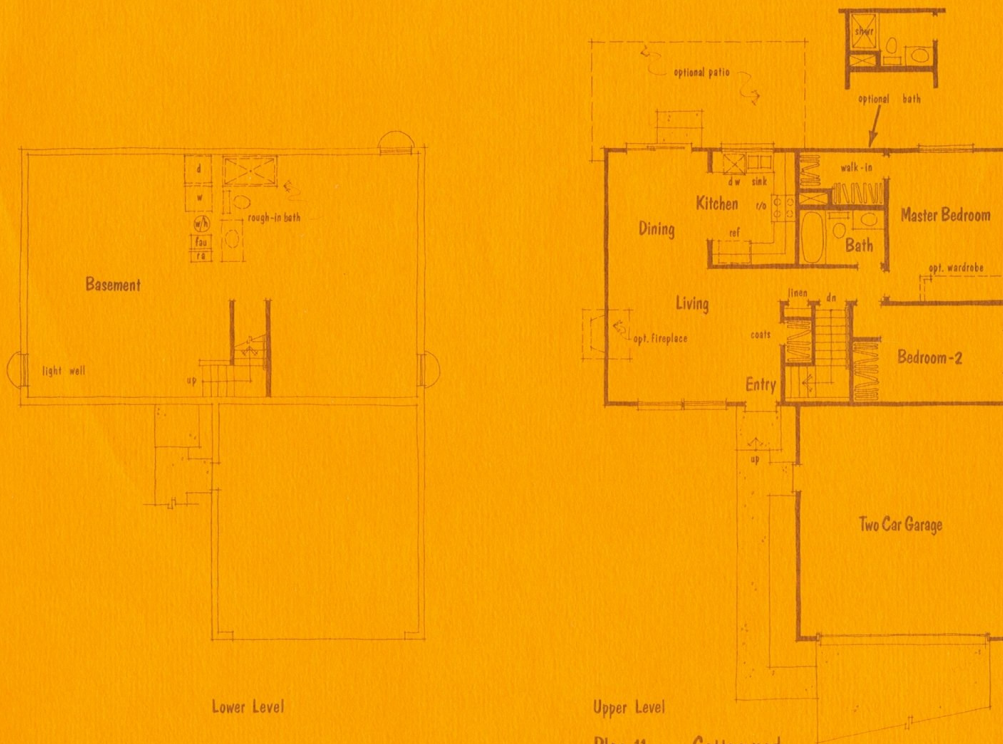 shwr
optional patio
optional bath
d
w
w/h
fau
ra
rough-in bath
Basement
light well
up
dw sink
walk-in
Kitchen
r/o
Dining
ref
Bath
Master Bedroom
opt. wardrobe
linen
dn
Living
coats
opt. fireplace
Bedroom-2
Entry
up
Two Car Garage
Lower Level
Upper Level